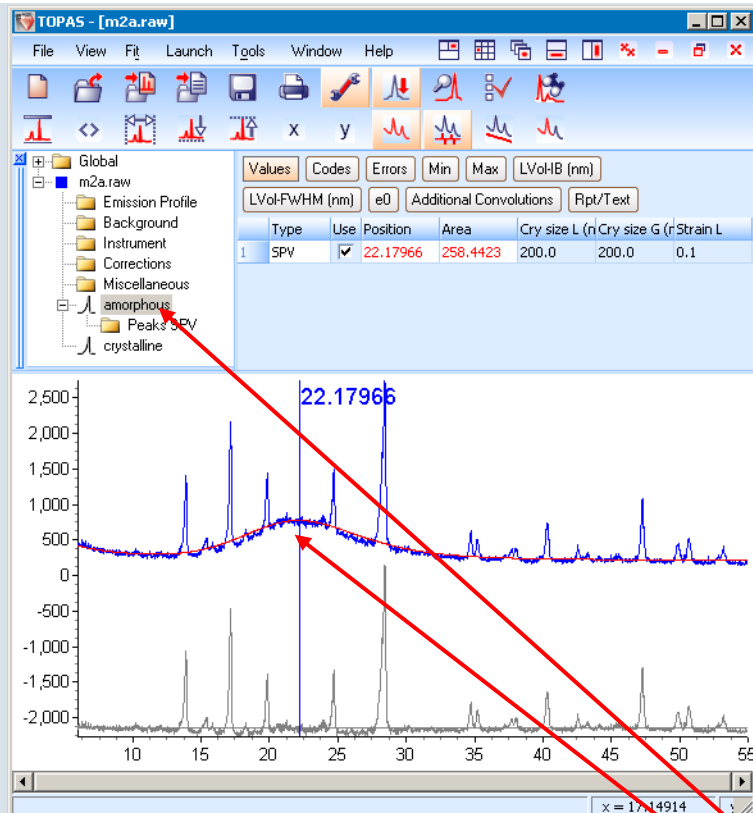 TOPAS - [m2a.raw]
File View Fit Launch Tools Window Help
x y
Global
m2a.raw
Emission Profile
Background
Instrument
Corrections
Miscellaneous
amorphous
Peaks SPV
crystalline
Values Codes Errors Min Max LVol-IB (nm)
LVol-FWHM (nm) e0 Additional Convolutions Rpt/Text
Type Use Position Area Cry size L (n Cry size G (r Strain L
1 SPV 22.17966 258.4423 200.0 200.0 0.1
22.17966
2,500
2,000
1,500
1,000
500
0
-500
-1,000
-1,500
-2,000
10 15 20 25 30 35 40 45 50 55
x = 17.14914